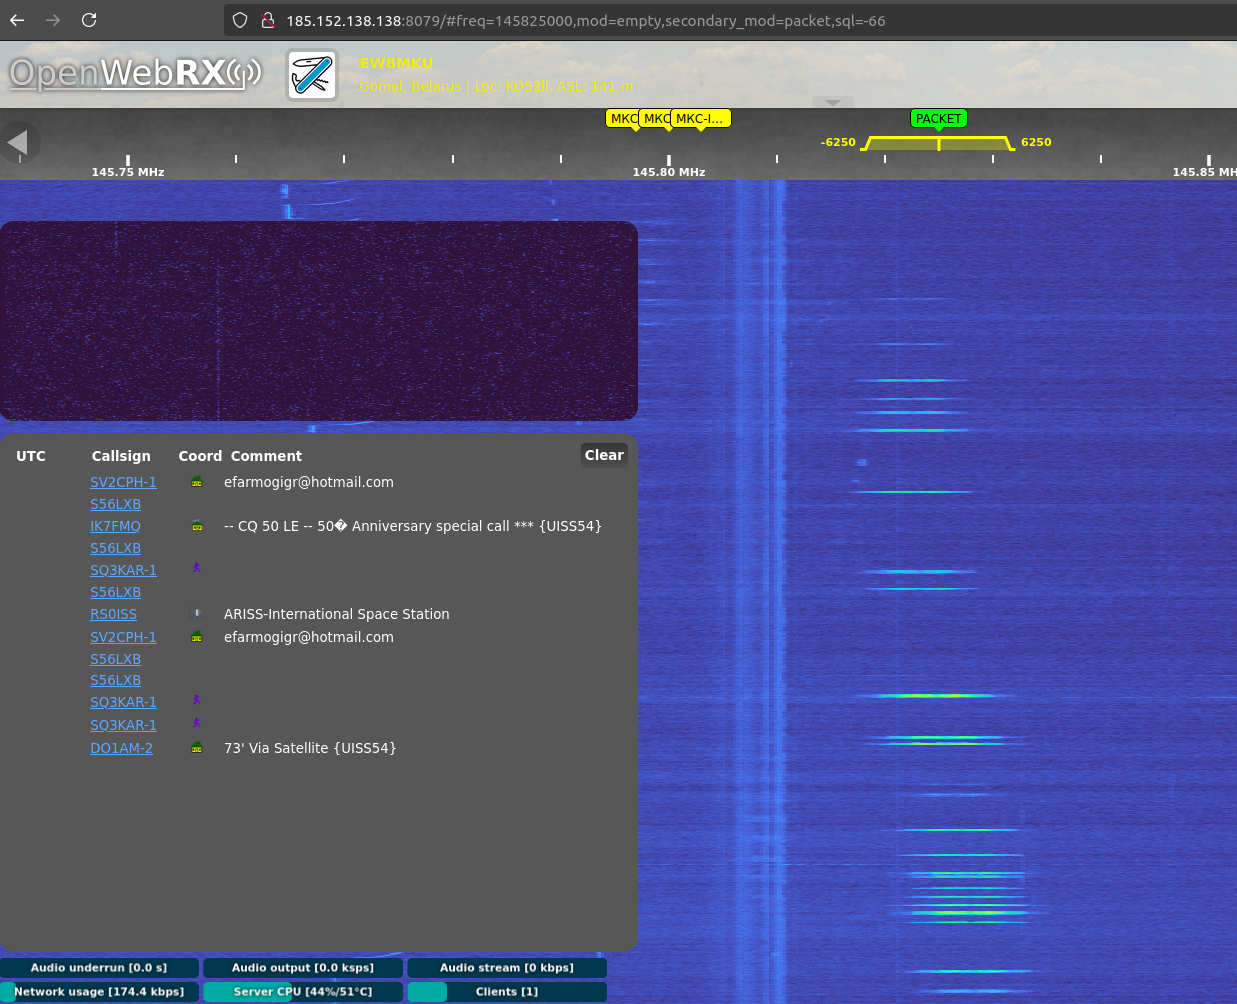 185.152.138.138:8079/#freq=145825000,mod=empty,secondary_mod=packet,sql=-66
OpenWebRX
EW8MKU
Gomel, Belarus | Loc: KO52ll, ASL: 141 m
МКС МКС МКС-I... PACKET
-6250 6250
145.75 MHz 145.80 MHz 145.85 MH
UTC Callsign Coord Comment Clear
SV2CPH-1 efarmogigr@hotmail.com
S56LXB
IK7FMQ -- CQ 50 LE -- 50� Anniversary special call *** {UISS54}
S56LXB
SQ3KAR-1
S56LXB
RS0ISS ARISS-International Space Station
SV2CPH-1 efarmogigr@hotmail.com
S56LXB
S56LXB
SQ3KAR-1
SQ3KAR-1
DO1AM-2 73' Via Satellite {UISS54}
Audio underrun [0.0 s] Audio output [0.0 ksps] Audio stream [0 kbps]
Network usage [174.4 kbps] Server CPU [44%/51°C] Clients [1]